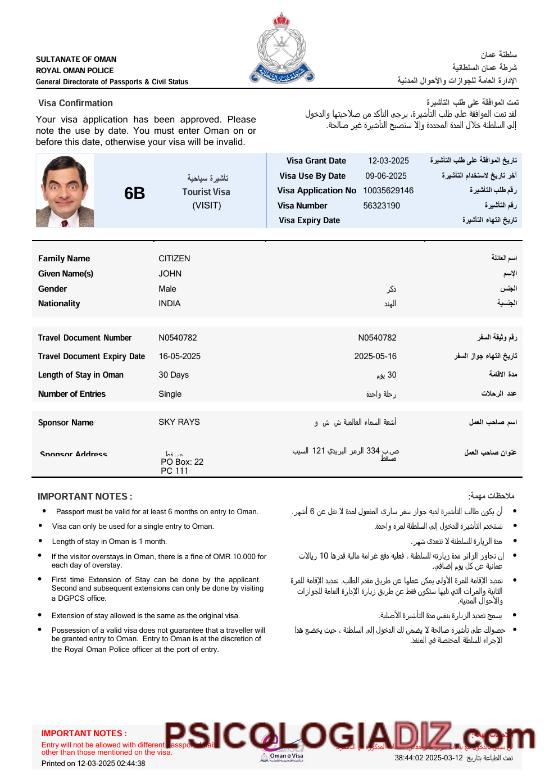 SULTANATE OF OMAN
ROYAL OMAN POLICE
General Directorate of Passports & Civil Status
سلطنة عمان
شرطة عمان السلطانية
الإدارة العامة للجوازات والأحوال المدنية
Visa Confirmation
تمت الموافقة على طلب التأشيرة
Your visa application has been approved. Please
note the use by date. You must enter Oman on or
before this date, otherwise your visa will be invalid.
لقد تمت الموافقة على طلب التأشيرة، يرجى التأكد من صلاحيتها والدخول
إلى السلطنة خلال المدة المحددة وإلا ستصبح التأشيرة غير صالحة.
6B
تأشيرة سياحية
Tourist Visa
(VISIT)
Visa Grant Date 12-03-2025 تاريخ الموافقة على طلب التأشيرة
Visa Use By Date 09-06-2025 آخر تاريخ لاستخدام التأشيرة
Visa Application No 10035629146 رقم طلب التأشيرة
Visa Number 56323190 رقم التأشيرة
Visa Expiry Date تاريخ انتهاء التأشيرة
Family Name CITIZEN اسم العائلة
Given Name(s) JOHN الإسم
Gender Male ذكر الجنس
Nationality INDIA الهند الجنسية
Travel Document Number N0540782 N0540782 رقم وثيقة السفر
Travel Document Expiry Date 16-05-2025 2025-05-16 تاريخ انتهاء جواز السفر
Length of Stay in Oman 30 Days 30 يوم مدة الاقامة
Number of Entries Single رحلة واحدة عدد الرحلات
Sponsor Name SKY RAYS أشعة السماء العالمية ش ش و اسم صاحب العمل
Sponsor Address ص.ب 334 الرمز البريدي 121 السيب عنوان صاحب العمل
مسقط
PO Box: 22
PC 111
IMPORTANT NOTES :
• Passport must be valid for at least 6 months on entry to Oman.
• Visa can only be used for a single entry to Oman.
• Length of stay in Oman is 1 month.
• If the visitor overstays in Oman, there is a fine of OMR 10.000 for
each day of overstay.
• First time Extension of Stay can be done by the applicant.
Second and subsequent extensions can only be done by visiting
a DGPCS office.
• Extension of stay allowed is the same as the original visa.
• Possession of a valid visa does not guarantee that a traveller will
be granted entry to Oman. Entry to Oman is at the discretion of
the Royal Oman Police officer at the port of entry.
ملاحظات مهمة:
• أن يكون طالب التأشيرة لديه جواز سفر ساري المفعول لمدة لا تقل عن 6 أشهر.
• تستخدم التأشيرة للدخول إلى السلطنة لمرة واحدة.
• مدة الزيارة للسلطنة لا تتعدى شهر.
• إن تجاوز الزائر مدة زيارته للسلطنة ، فعليه دفع غرامة مالية قدرها 10 ريالات
عمانية عن كل يوم إضافي.
• تمديد الإقامة للمرة الأولى يمكن عملها عن طريق مقدم الطلب. تمديد الإقامة للمرة
الثانية والمرات التي تليها ستكون فقط عن طريق زيارة الإدارة العامة للجوازات
والأحوال المدنية.
• يسمح تمديد الزيارة بنفس مدة التأشيرة الأصلية.
• حصولك على تأشيرة صالحة لا يضمن لك الدخول إلى السلطنة ، حيث يخضع هذا
الإجراء للسلطة المختصة في المنفذ.
IMPORTANT NOTES :
Entry will not be allowed with different passport
other than those mentioned on the visa.
Printed on 12-03-2025 02:44:38
Oman e Visa
تمت الطباعة بتاريخ 2025-03-12 38:44:02
PSICOLOGIADIZ.com